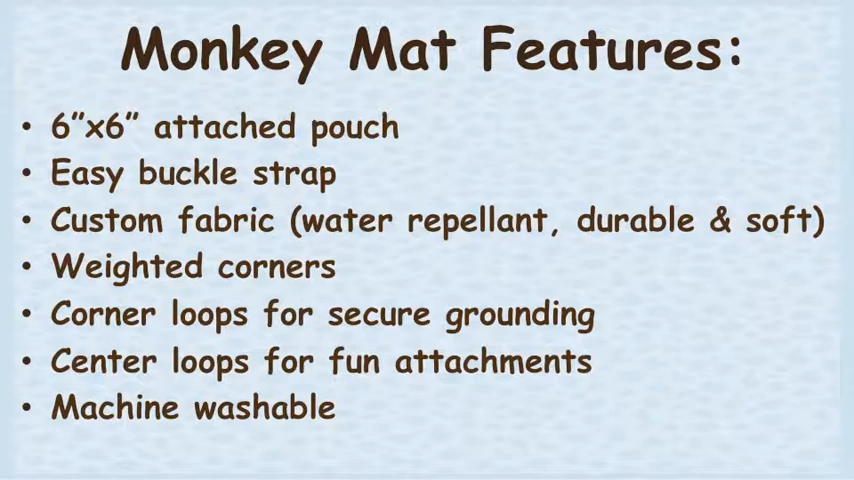 Monkey Mat Features:
• 6”x6” attached pouch
• Easy buckle strap
• Custom fabric (water repellant, durable & soft)
• Weighted corners
• Corner loops for secure grounding
• Center loops for fun attachments
• Machine washable